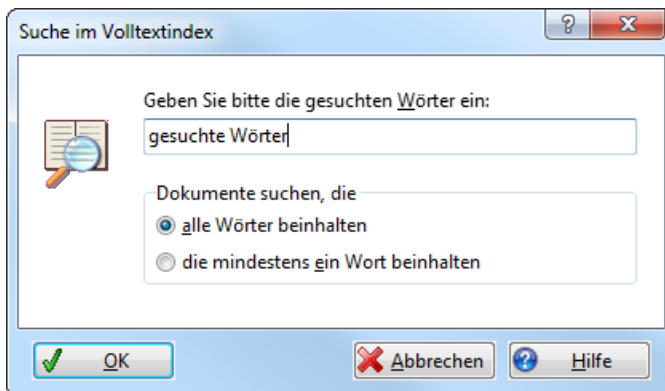 Suche im Volltextindex
Geben Sie bitte die gesuchten Wörter ein:
gesuchte Wörter
Dokumente suchen, die
alle Wörter beinhalten
die mindestens ein Wort beinhalten
OK Abbrechen Hilfe